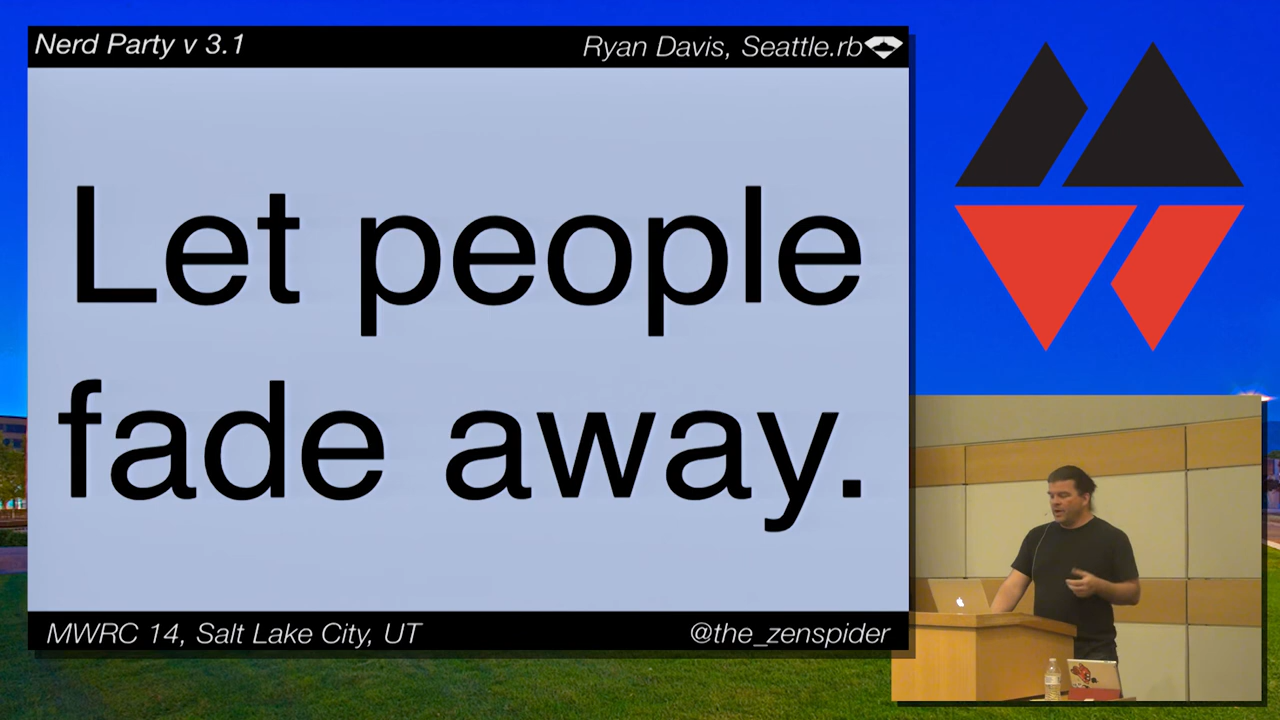 Nerd Party v 3.1
Ryan Davis, Seattle.rb
Let people
fade away.
MWRC 14, Salt Lake City, UT
@the_zenspider